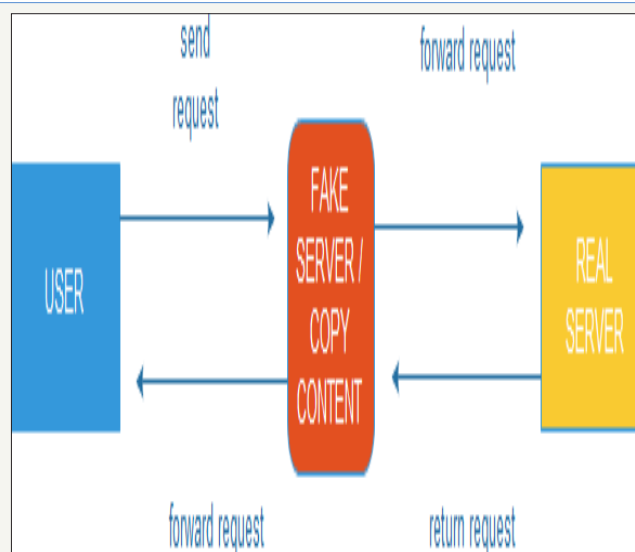 send
request
forward request
USER
FAKE
SERVER /
COPY
CONTENT
REAL
SERVER
forward request
return request